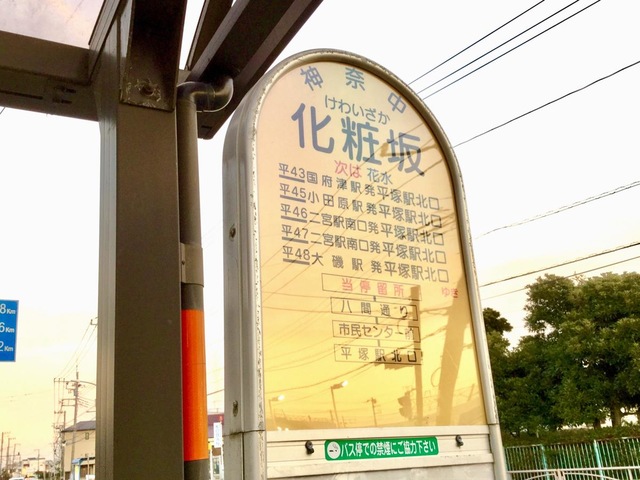 神奈中
けわいざか
化粧坂
次は 花水
平43国府津駅発平塚駅北口
平45小田原駅発平塚駅北口
平46二宮駅南口発平塚駅北口
平47二宮駅南口発平塚駅北口
平48大磯駅発平塚駅北口
ゆき
当停留所
八間通り
市民センター前
平塚駅北口
バス停での禁煙にご協力下さい
8Km
6Km
2Km